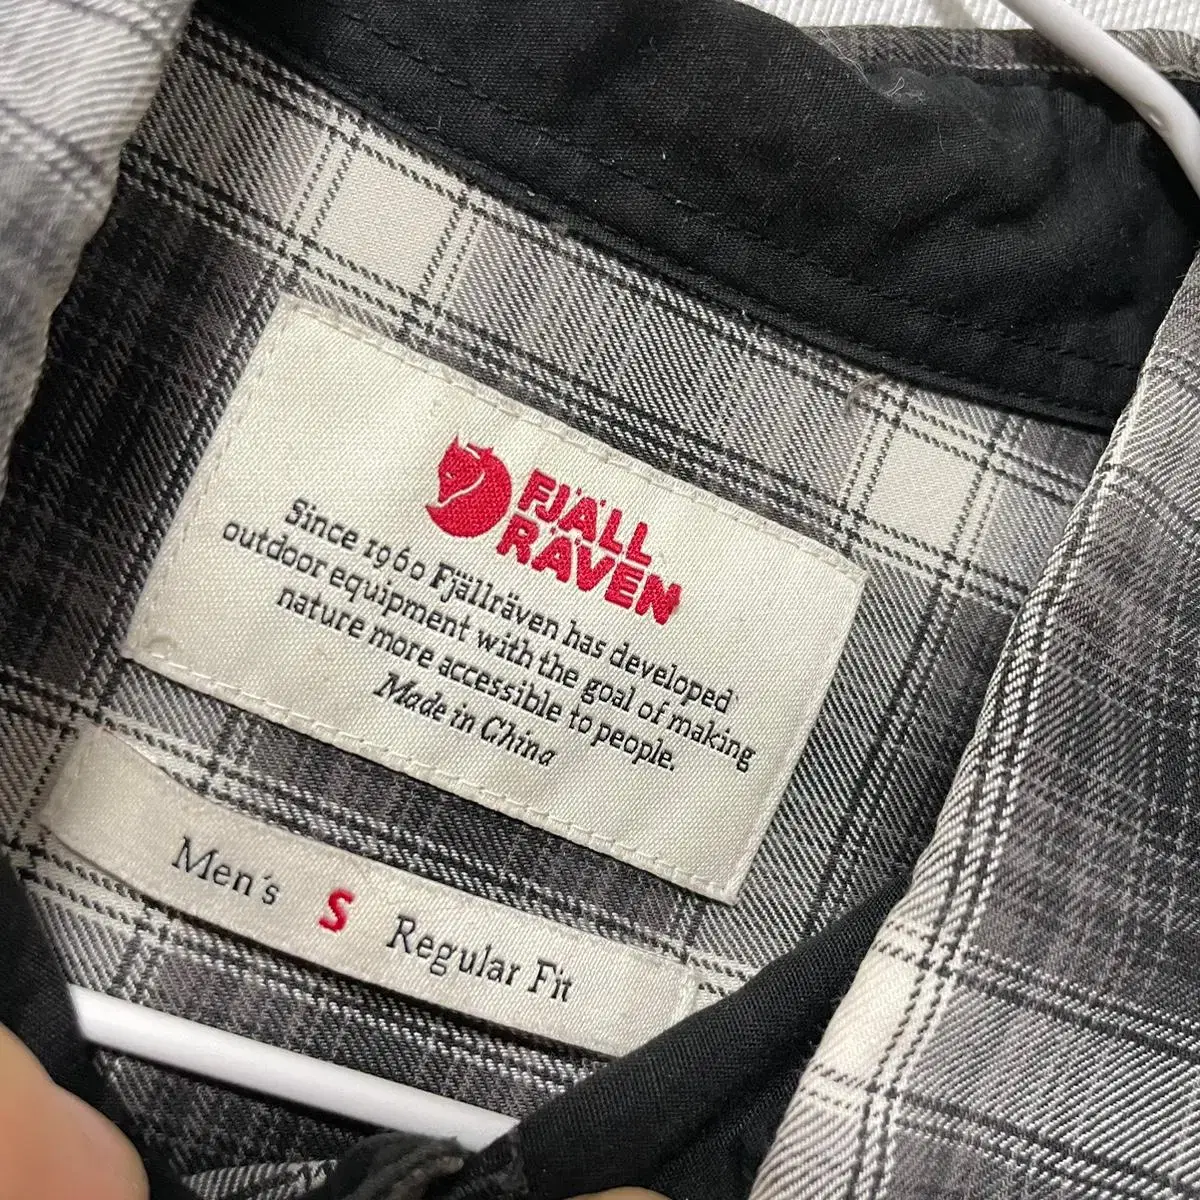 FJÄLL
RÄVEN
Since 1960 Fjällräven has developed
outdoor equipment with the goal of making
nature more accessible to people.
Made in China
Men's S Regular Fit